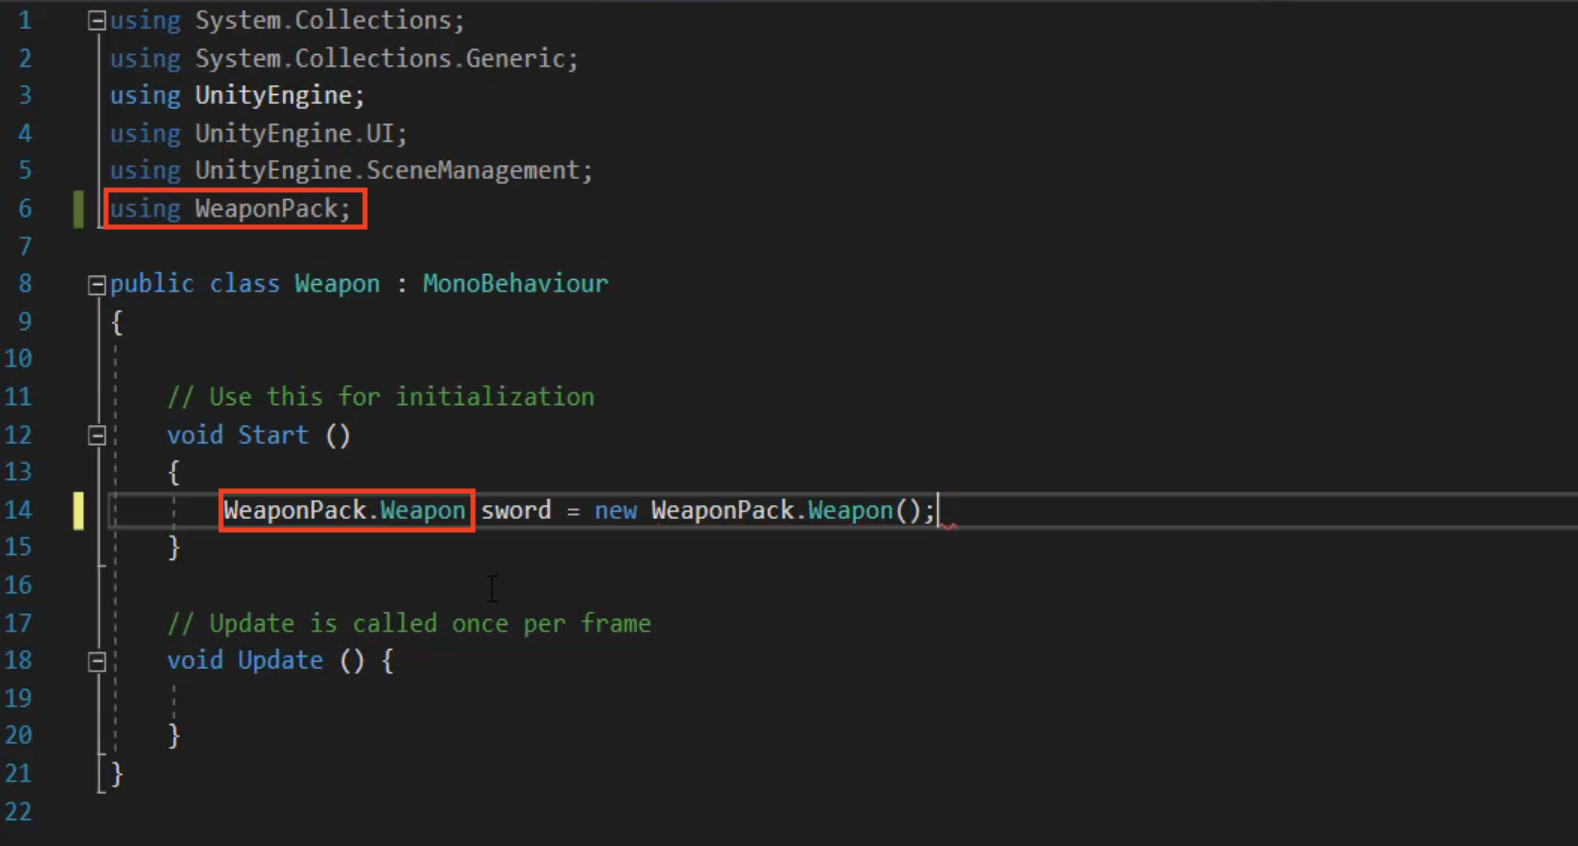 1 using System.Collections;
2 using System.Collections.Generic;
3 using UnityEngine;
4 using UnityEngine.UI;
5 using UnityEngine.SceneManagement;
6 using WeaponPack;
7
8 public class Weapon : MonoBehaviour
9 {
10
11 // Use this for initialization
12 void Start ()
13 {
14 WeaponPack.Weapon sword = new WeaponPack.Weapon();
15 }
16
17 // Update is called once per frame
18 void Update () {
19
20 }
21 }
22